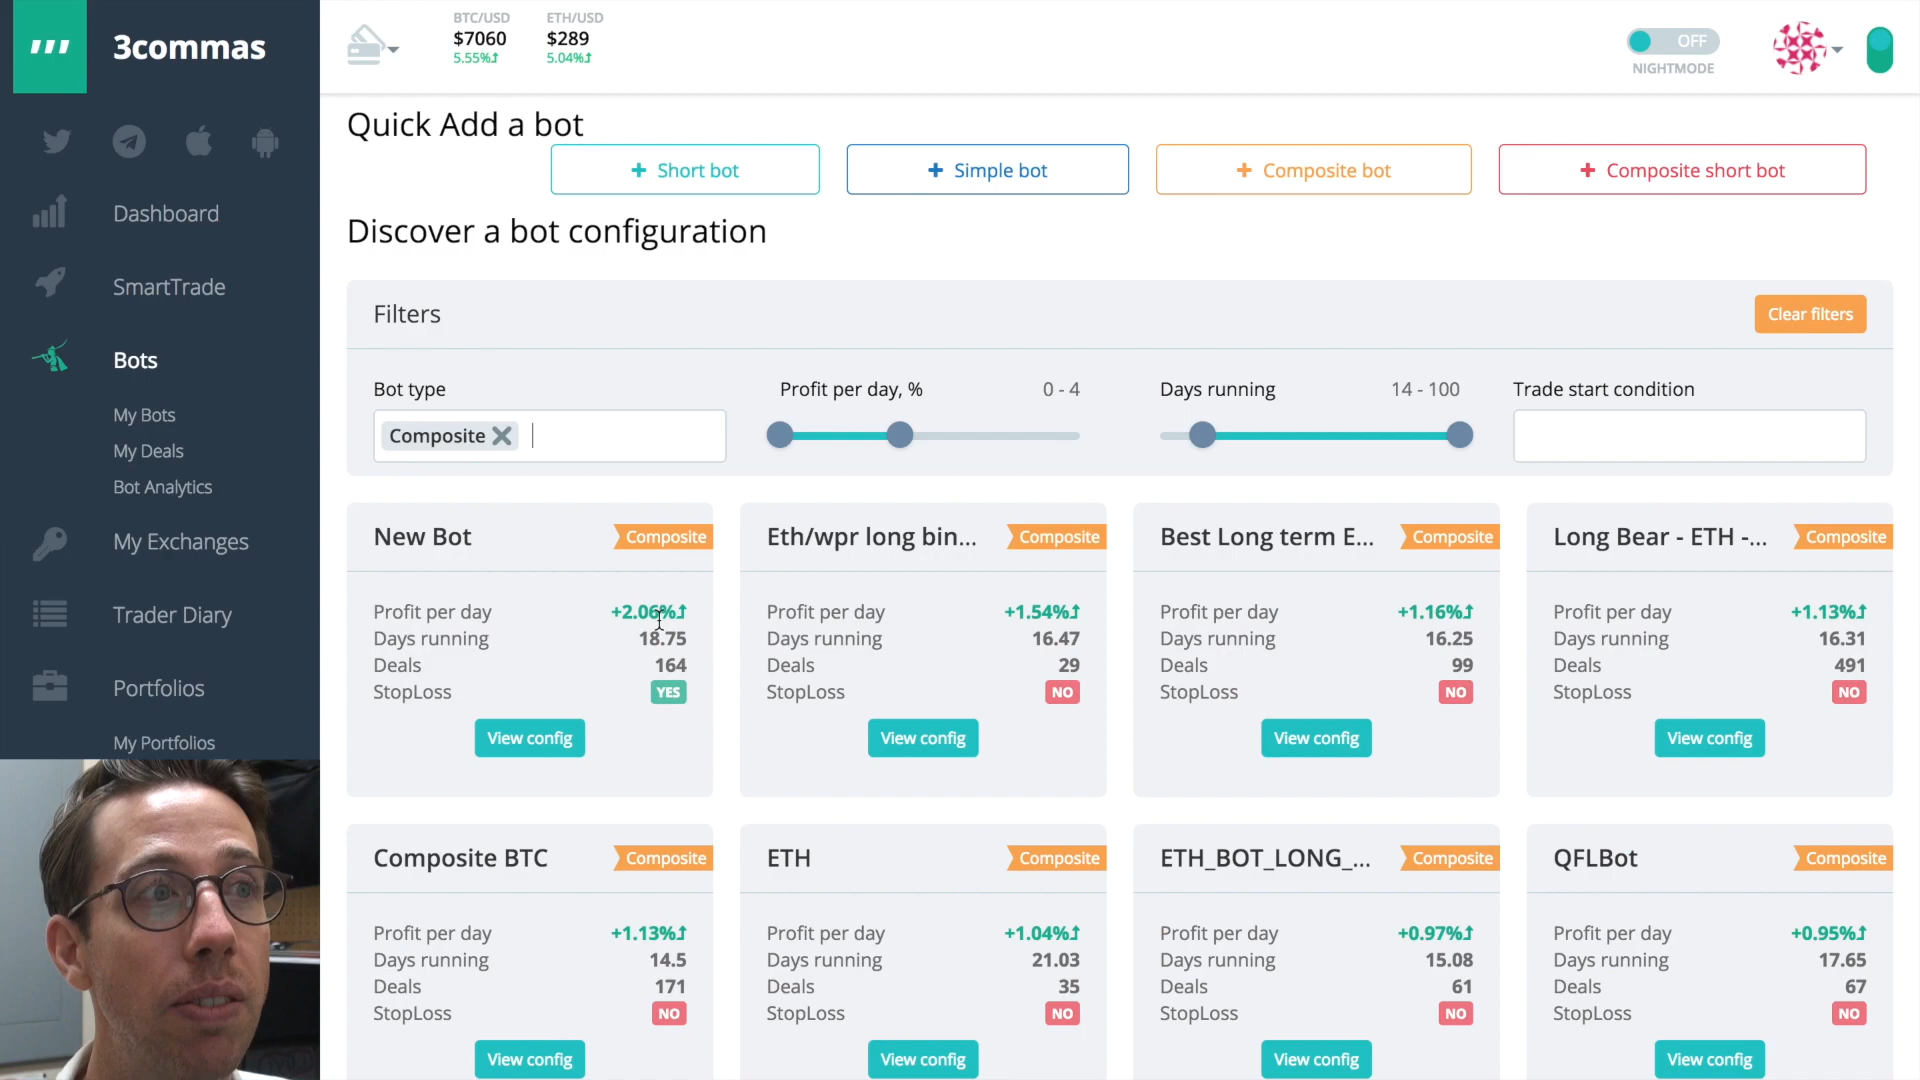 3commas
BTC/USD
$7060
5.55%
ETH/USD
$289
5.04%
OFF
NIGHTMODE
Dashboard
SmartTrade
Bots
My Bots
My Deals
Bot Analytics
My Exchanges
Trader Diary
Portfolios
My Portfolios
Quick Add a bot
+ Short bot
+ Simple bot
+ Composite bot
+ Composite short bot
Discover a bot configuration
Filters
Clear filters
Bot type
Composite
Profit per day, % 0 - 4
Days running 14 - 100
Trade start condition
New Bot Composite
Profit per day +2.06%
Days running 18.75
Deals 164
StopLoss YES
View config
Eth/wpr long bin... Composite
Profit per day +1.54%
Days running 16.47
Deals 29
StopLoss NO
View config
Best Long term E... Composite
Profit per day +1.16%
Days running 16.25
Deals 99
StopLoss NO
View config
Long Bear - ETH -... Composite
Profit per day +1.13%
Days running 16.31
Deals 491
StopLoss NO
View config
Composite BTC Composite
Profit per day +1.13%
Days running 14.5
Deals 171
StopLoss NO
View config
ETH Composite
Profit per day +1.04%
Days running 21.03
Deals 35
StopLoss NO
View config
ETH_BOT_LONG_... Composite
Profit per day +0.97%
Days running 15.08
Deals 61
StopLoss NO
View config
QFLBot Composite
Profit per day +0.95%
Days running 17.65
Deals 67
StopLoss NO
View config